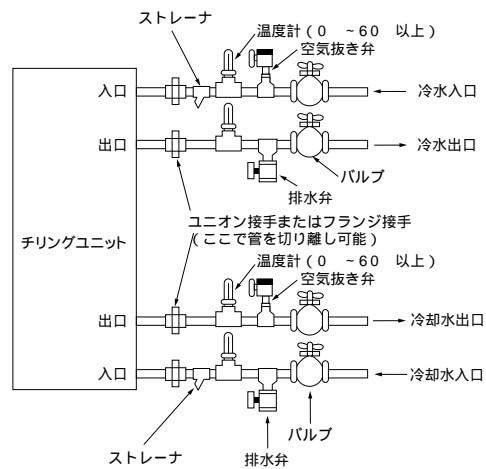 ストレーナ
温度計(0 ~60 以上)
空気抜き弁
入口
冷水入口
出口
冷水出口
バルブ
排水弁
ユニオン接手またはフランジ接手
(ここで管を切り離し可能)
チリングユニット
温度計(0 ~60 以上)
空気抜き弁
出口
冷却水出口
入口
冷却水入口
バルブ
ストレーナ
排水弁